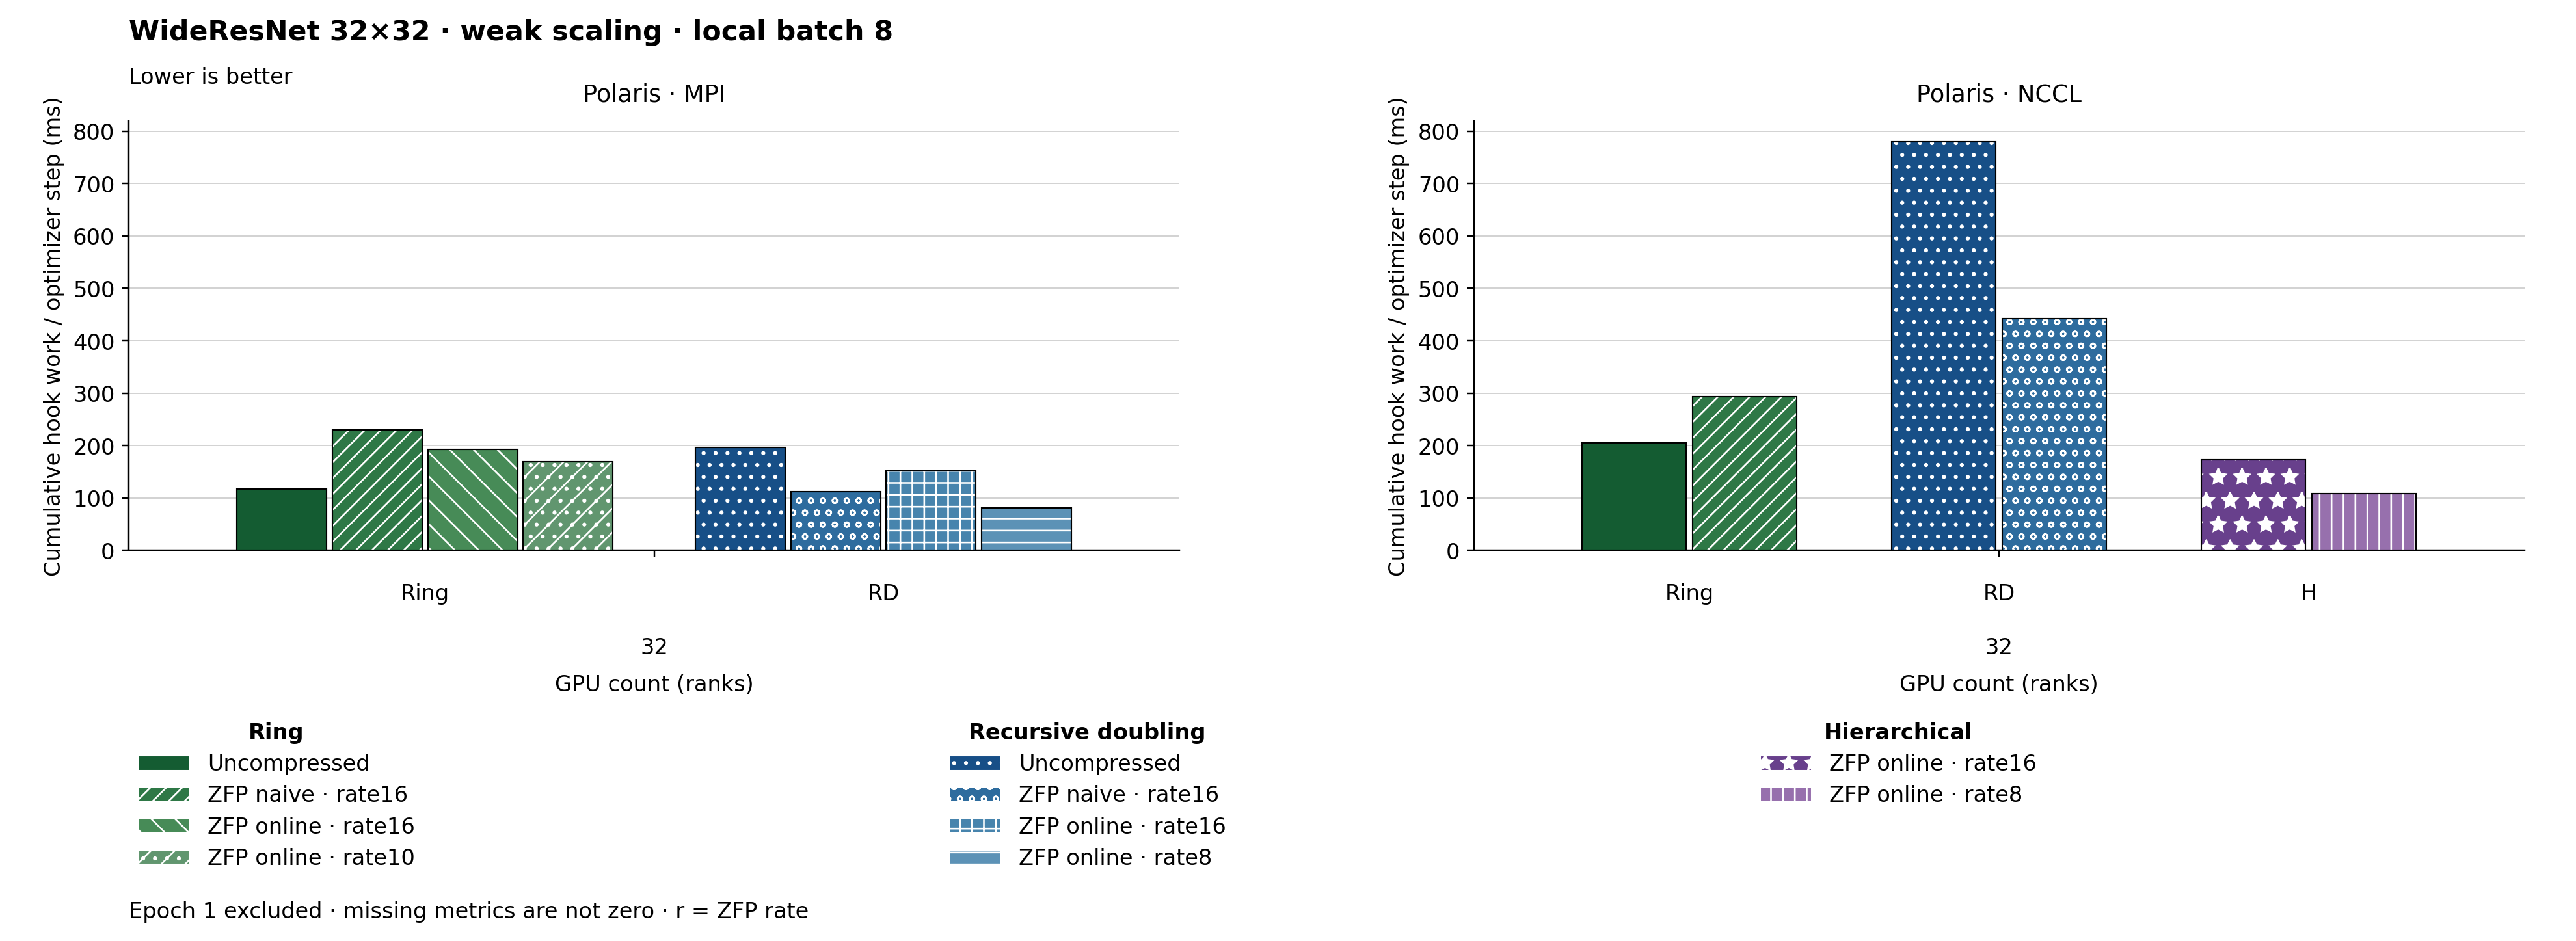 WideResNet 32×32 · weak scaling · local batch 8
Lower is better
Polaris · MPI
Cumulative hook work / optimizer step (ms)
800
700
600
500
400
300
200
100
0
Ring
RD
32
GPU count (ranks)
Polaris · NCCL
Cumulative hook work / optimizer step (ms)
800
700
600
500
400
300
200
100
0
Ring
RD
H
32
GPU count (ranks)
Ring
Uncompressed
ZFP naive · rate16
ZFP online · rate16
ZFP online · rate10
Recursive doubling
Uncompressed
ZFP naive · rate16
ZFP online · rate16
ZFP online · rate8
Hierarchical
ZFP online · rate16
ZFP online · rate8
Epoch 1 excluded · missing metrics are not zero · r = ZFP rate